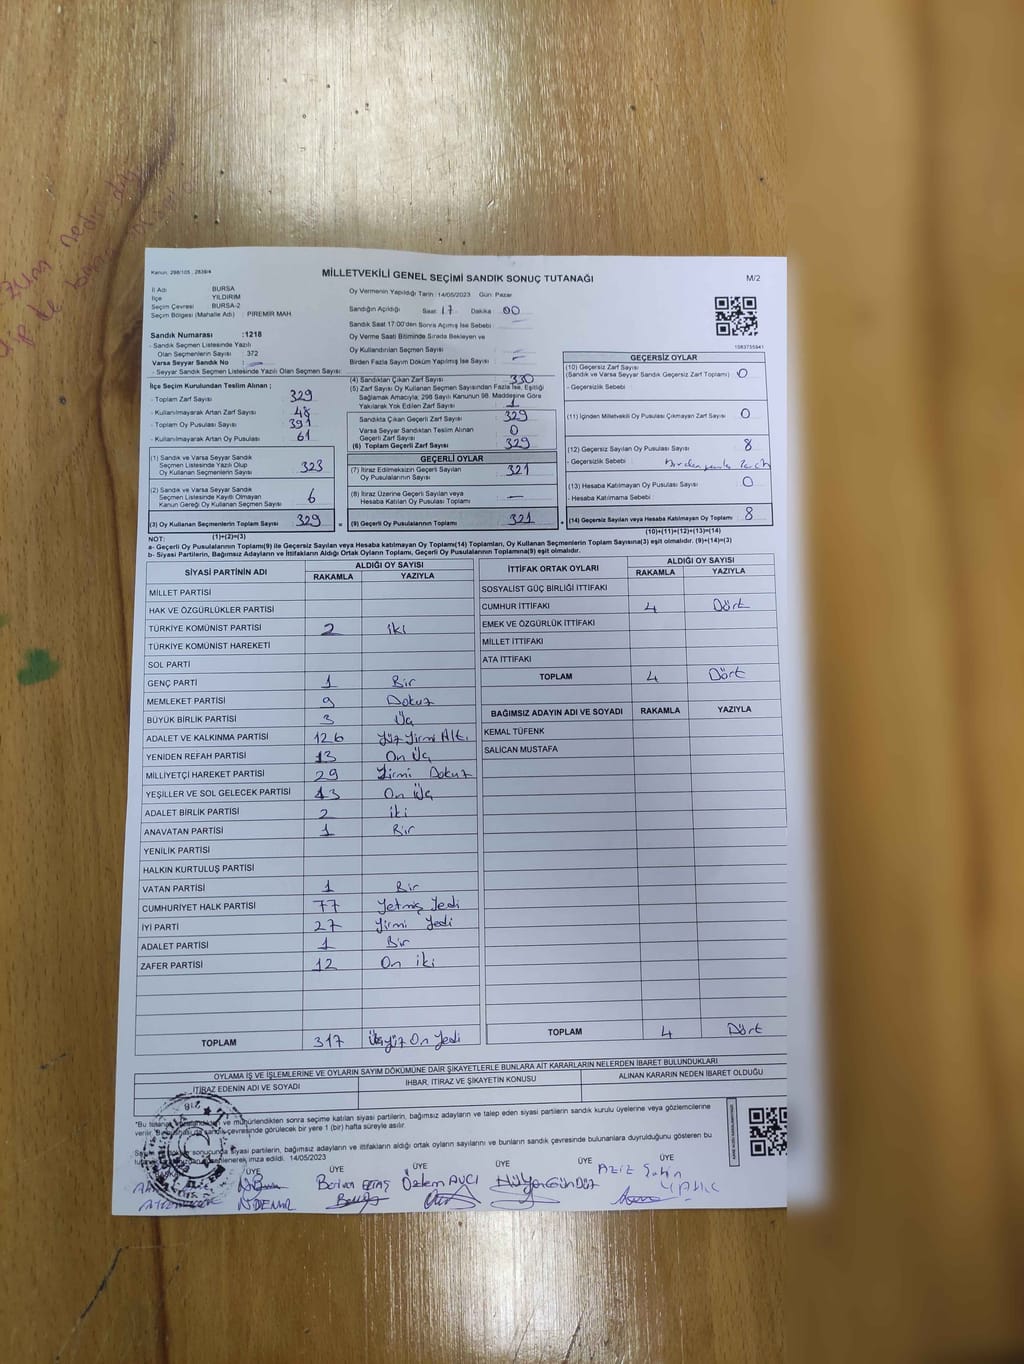 Kanun: 298/105 , 2839/4
MİLLETVEKİLİ GENEL SEÇİMİ SANDIK SONUÇ TUTANAĞI
M/2
İl Adı BURSA
İlçe YILDIRIM
Seçim Çevresi BURSA-2
Seçim Bölgesi (Mahalle Adı) : PİREMİR MAH.
Sandık Numarası :1218
- Sandık Seçmen Listesinde Yazılı
Olan Seçmenlerin Sayısı : 372
Varsa Seyyar Sandık No :
- Seyyar Sandık Seçmen Listesinde Yazılı Olan Seçmen Sayısı:
Oy Vermenin Yapıldığı Tarih : 14/05/2023 Gün: Pazar
Sandığın Açıldığı Saat 17 Dakika 00
Sandık Saat 17:00'den Sonra Açılmış İse Sebebi :
Oy Verme Saati Bitiminde Sırada Bekleyen ve
Oy Kullandırılan Seçmen Sayısı
Birden Fazla Sayım Döküm Yapılmış İse Sayısı :
1083755941
İlçe Seçim Kurulundan Teslim Alınan ;
- Toplam Zarf Sayısı : 329
- Kullanılmayarak Artan Zarf Sayısı :
- Toplam Oy Pusulası Sayısı : 391
- Kullanılmayarak Artan Oy Pusulası : 61
(1) Sandık ve Varsa Seyyar Sandık
Seçmen Listesinde Yazılı Olup
Oy Kullanan Seçmenlerin Sayısı 323
(2) Sandık ve Varsa Seyyar Sandık
Seçmen Listesinde Kayıtlı Olmayan
Kanun Gereği Oy Kullanan Seçmen Sayısı 6
(3) Oy Kullanan Seçmenlerin Toplam Sayısı 329
(1)+(2)=(3)
(4) Sandıktan Çıkan Zarf Sayısı : 330
(5) Zarf Sayısı Oy Kullanan Seçmen Sayısından Fazla İse, Eşitliği
Sağlamak Amacıyla; 298 Sayılı Kanunun 98. Maddesine Göre
Yakılarak Yok Edilen Zarf Sayısı : 1
Sandıkta Çıkan Geçerli Zarf Sayısı : 329
Varsa Seyyar Sandıktan Teslim Alınan
Geçerli Zarf Sayısı : 0
(6) Toplam Geçerli Zarf Sayısı : 329
GEÇERLİ OYLAR
(7) İtiraz Edilmeksizin Geçerli Sayılan
Oy Pusulalarının Sayısı : 321
(8) İtiraz Üzerine Geçerli Sayılan veya
Hesaba Katılan Oy Pusulası Toplamı : —
= (9) Geçerli Oy Pusulalarının Toplamı 321
GEÇERSİZ OYLAR
(10) Geçersiz Zarf Sayısı
(Sandık ve Varsa Seyyar Sandık Geçersiz Zarf Toplamı) : 0
- Geçersizlik Sebebi :
(11) İçinden Milletvekili Oy Pusulası Çıkmayan Zarf Sayısı : 0
(12) Geçersiz Sayılan Oy Pusulası Sayısı : 8
- Geçersizlik Sebebi :
(13) Hesaba Katılmayan Oy Pusulası Sayısı : 0
- Hesaba Katılmama Sebebi :
+ (14) Geçersiz Sayılan veya Hesaba Katılmayan Oy Toplamı : 8
(10)+(11)+(12)+(13)=(14)
NOT:
a- Geçerli Oy Pusulalarının Toplamı(9) ile Geçersiz Sayılan veya Hesaba Katılmayan Oy Toplamı(14) Toplamları, Oy Kullanan Seçmenlerin Toplam Sayısına(3) eşit olmalıdır. (9)+(14)=(3)
b- Siyasi Partilerin, Bağımsız Adayların ve İttifakların Aldığı Ortak Oyların Toplamı, Geçerli Oy Pusulalarının Toplamına(9) eşit olmalıdır.
SİYASİ PARTİNİN ADI ALDIĞI OY SAYISI
RAKAMLA YAZIYLA
MİLLET PARTİSİ
HAK VE ÖZGÜRLÜKLER PARTİSİ
TÜRKİYE KOMÜNİST PARTİSİ 2 iki
TÜRKİYE KOMÜNİST HAREKETİ
SOL PARTİ
GENÇ PARTİ 1 Bir
MEMLEKET PARTİSİ 9 Dokuz
BÜYÜK BİRLİK PARTİSİ 3 Üç
ADALET VE KALKINMA PARTİSİ 126 Yüz Yirmi Altı
YENİDEN REFAH PARTİSİ 13 On Üç
MİLLİYETÇİ HAREKET PARTİSİ 29 Yirmi Dokuz
YEŞİLLER VE SOL GELECEK PARTİSİ 13 On Üç
ADALET BİRLİK PARTİSİ 2 iki
ANAVATAN PARTİSİ 1 Bir
YENİLİK PARTİSİ
HALKIN KURTULUŞ PARTİSİ
VATAN PARTİSİ 1 Bir
CUMHURİYET HALK PARTİSİ 77 Yetmiş Yedi
İYİ PARTİ 27 Yirmi Yedi
ADALET PARTİSİ 1 Bir
ZAFER PARTİSİ 12 On iki
TOPLAM 317 Üçyüz On Yedi
İTTİFAK ORTAK OYLARI ALDIĞI OY SAYISI
RAKAMLA YAZIYLA
SOSYALİST GÜÇ BİRLİĞİ İTTİFAKI
CUMHUR İTTİFAKI 4 Dört
EMEK VE ÖZGÜRLÜK İTTİFAKI
MİLLET İTTİFAKI
ATA İTTİFAKI
TOPLAM 4 Dört
BAĞIMSIZ ADAYIN ADI VE SOYADI RAKAMLA YAZIYLA
KEMAL TÜFENK
SALİCAN MUSTAFA
TOPLAM 4 Dört
OYLAMA İŞ VE İŞLEMLERİNE VE OYLARIN SAYIM DÖKÜMÜNE DAİR ŞİKAYETLERLE BUNLARA AİT KARARLARIN NELERDEN İBARET BULUNDUKLARI
İTİRAZ EDENİN ADI VE SOYADI İHBAR, İTİRAZ VE ŞİKAYETİN KONUSU ALINAN KARARIN NEDEN İBARET OLDUĞU
*Bu ve mühürlendikten sonra seçime katılan siyasi partilerin, bağımsız adayların ve talep eden siyasi partilerin sandık kurulu üyelerine veya gözlemcilerine
verilir. sandık çevresinde görülecek bir yere 1 (bir) hafta süreyle asılır.
sonucunda siyasi partilerin, bağımsız adayların ve ittifakların aldığı ortak oyların sayılarını ve bunların sandık çevresinde bulunanlara duyrulduğunu gösteren bu
düzenlenerek imza edildi. 14/05/2023
ÜYE ÜYE ÜYE ÜYE ÜYE ÜYE
Özlem AVCI Hülya GÜNDÜZ Aziz
N DEMİR